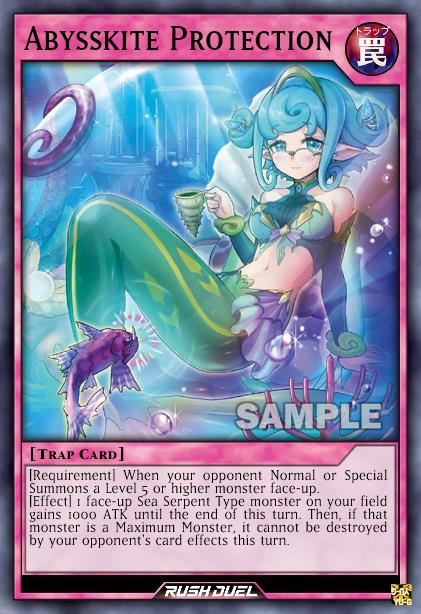 ABYSSKITE PROTECTION
トラップ
罠
SAMPLE
[TRAP CARD]
[Requirement] When your opponent Normal or Special
Summons a Level 5 or higher monster face-up.
[Effect] 1 face-up Sea Serpent Type monster on your field
gains 1000 ATK until the end of this turn. Then, if that
monster is a Maximum Monster, it cannot be destroyed
by your opponent's card effects this turn.
RUSH DUEL